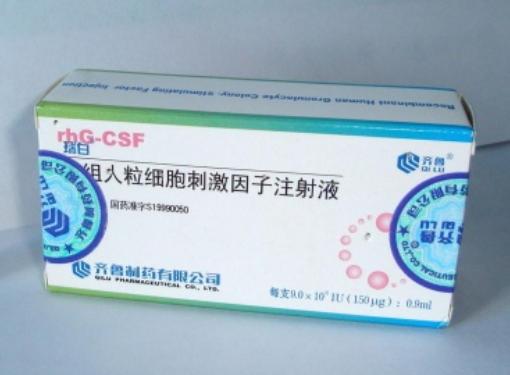 Recombinant Human Granulocyte Colony-Stimulating Factor Injection
rhG-CSF
瑞白
组人粒细胞刺激因子注射液
国药准字S19990050
齐鲁®
QILU
齐鲁制药有限公司
QILU PHARMACEUTICAL CO., LTD.
每支9.0×10⁶ IU(150μg):0.9ml